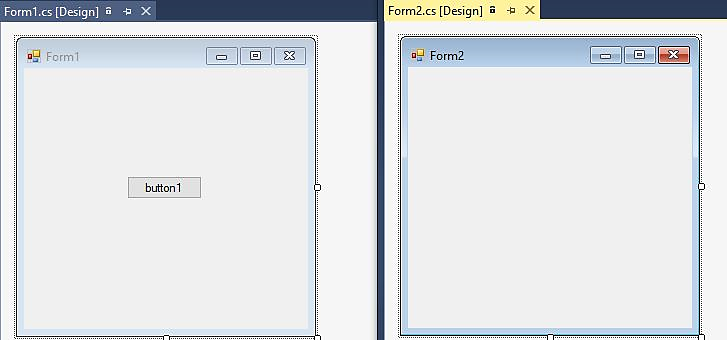 Form1.cs [Design]
Form2.cs [Design]
Form1
Form2
button1